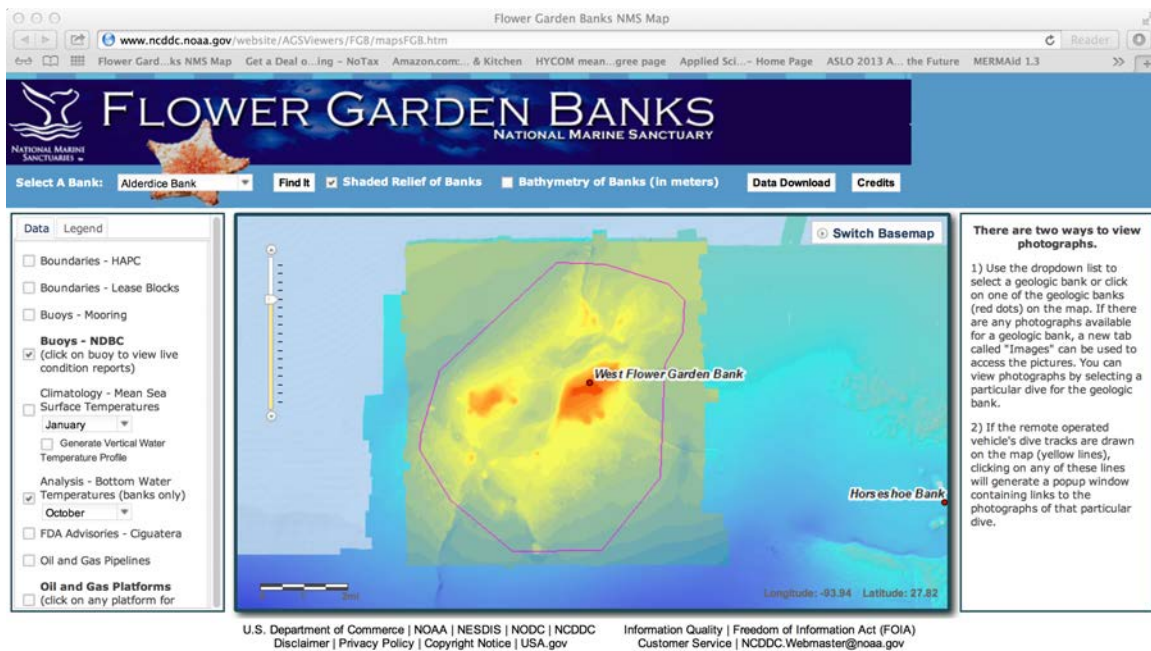 Flower Garden Banks NMS Map
www.ncddc.noaa.gov/website/AGSViewers/FGB/mapsFGB.htm
Reader
Flower Gard...ks NMS Map Get a Deal o...ing – NoTax Amazon.com:... & Kitchen HYCOM mean...gree page Applied Sci...– Home Page ASLO 2013 A... the Future MERMAid 1.3 >>
FLOWER GARDEN BANKS
NATIONAL MARINE SANCTUARY
NATIONAL MARINE
SANCTUARIES
Select A Bank: Alderdice Bank Find It Shaded Relief of Banks Bathymetry of Banks (in meters) Data Download Credits
Data Legend
Boundaries - HAPC
Boundaries - Lease Blocks
Buoys - Mooring
Buoys - NDBC
(click on buoy to view live
condition reports)
Climatology - Mean Sea
Surface Temperatures
January
Generate Vertical Water
Temperature Profile
Analysis - Bottom Water
Temperatures (banks only)
October
FDA Advisories - Ciguatera
Oil and Gas Pipelines
Oil and Gas Platforms
(click on any platform for
Switch Basemap
West Flower Garden Bank
Horseshoe Bank
2mi
Longitude: -93.94 Latitude: 27.82
There are two ways to view
photographs.
1) Use the dropdown list to
select a geologic bank or click
on one of the geologic banks
(red dots) on the map. If there
are any photographs available
for a geologic bank, a new tab
called "Images" can be used to
access the pictures. You can
view photographs by selecting a
particular dive for the geologic
bank.
2) If the remote operated
vehicle's dive tracks are drawn
on the map (yellow lines),
clicking on any of these lines
will generate a popup window
containing links to the
photographs of that particular
dive.
U.S. Department of Commerce | NOAA | NESDIS | NODC | NCDDC
Disclaimer | Privacy Policy | Copyright Notice | USA.gov
Information Quality | Freedom of Information Act (FOIA)
Customer Service | NCDDC.Webmaster@noaa.gov